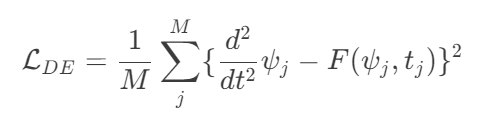 $\mathcal{L}_{DE} = \frac{1}{M} \sum_{j}^{M} \{ \frac{d^2}{dt^2} \psi_j - F(\psi_j, t_j) \}^2$